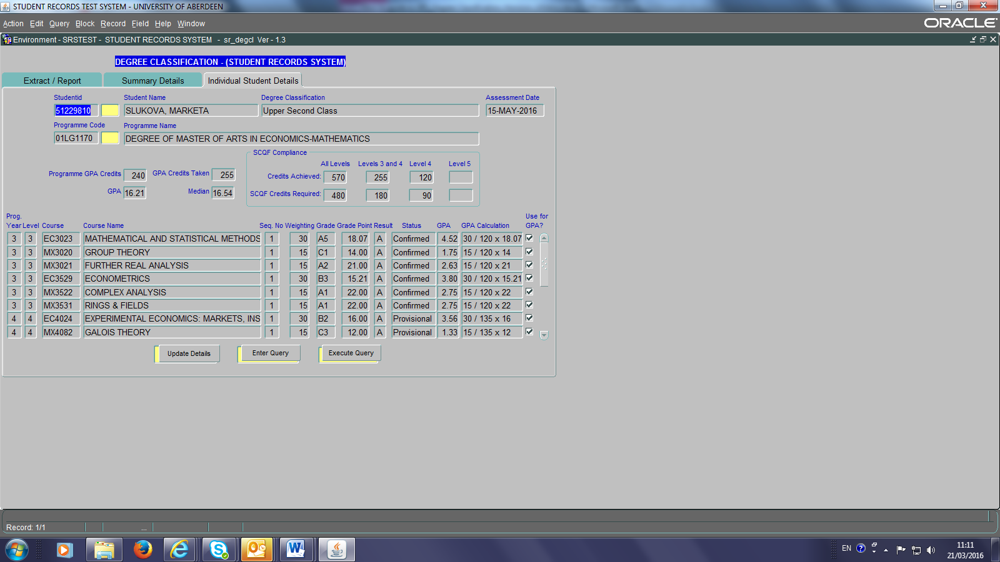 STUDENT RECORDS TEST SYSTEM - UNIVERSITY OF ABERDEEN
Action Edit Query Block Record Field Help Window
ORACLE
Environment - SRSTEST - STUDENT RECORDS SYSTEM - sr_degcl Ver - 1.3
DEGREE CLASSIFICATION - (STUDENT RECORDS SYSTEM)
Extract / Report Summary Details Individual Student Details
Studentid Student Name Degree Classification Assessment Date
51229810 SLUKOVA, MARKETA Upper Second Class 15-MAY-2016
Programme Code Programme Name
01LG1170 DEGREE OF MASTER OF ARTS IN ECONOMICS-MATHEMATICS
SCQF Compliance
All Levels Levels 3 and 4 Level 4 Level 5
Programme GPA Credits 240 GPA Credits Taken 255 Credits Achieved: 570 255 120
GPA 16.21 Median 16.54 SCQF Credits Required: 480 180 90
Prog. Use for
Year Level Course Course Name Seq. No Weighting Grade Grade Point Result Status GPA GPA Calculation GPA?
3 3 EC3023 MATHEMATICAL AND STATISTICAL METHODS 1 30 A5 18.07 A Confirmed 4.52 30 / 120 x 18.07
3 3 MX3020 GROUP THEORY 1 15 C1 14.00 A Confirmed 1.75 15 / 120 x 14
3 3 MX3021 FURTHER REAL ANALYSIS 1 15 A2 21.00 A Confirmed 2.63 15 / 120 x 21
3 3 EC3529 ECONOMETRICS 1 30 B3 15.21 A Confirmed 3.80 30 / 120 x 15.21
3 3 MX3522 COMPLEX ANALYSIS 1 15 A1 22.00 A Confirmed 2.75 15 / 120 x 22
3 3 MX3531 RINGS & FIELDS 1 15 A1 22.00 A Confirmed 2.75 15 / 120 x 22
4 4 EC4024 EXPERIMENTAL ECONOMICS: MARKETS, INS 1 30 B2 16.00 A Provisional 3.56 30 / 135 x 16
4 4 MX4082 GALOIS THEORY 1 15 C3 12.00 A Provisional 1.33 15 / 135 x 12
Update Details Enter Query Execute Query
Record: 1/1 ...
EN 11:11
21/03/2016